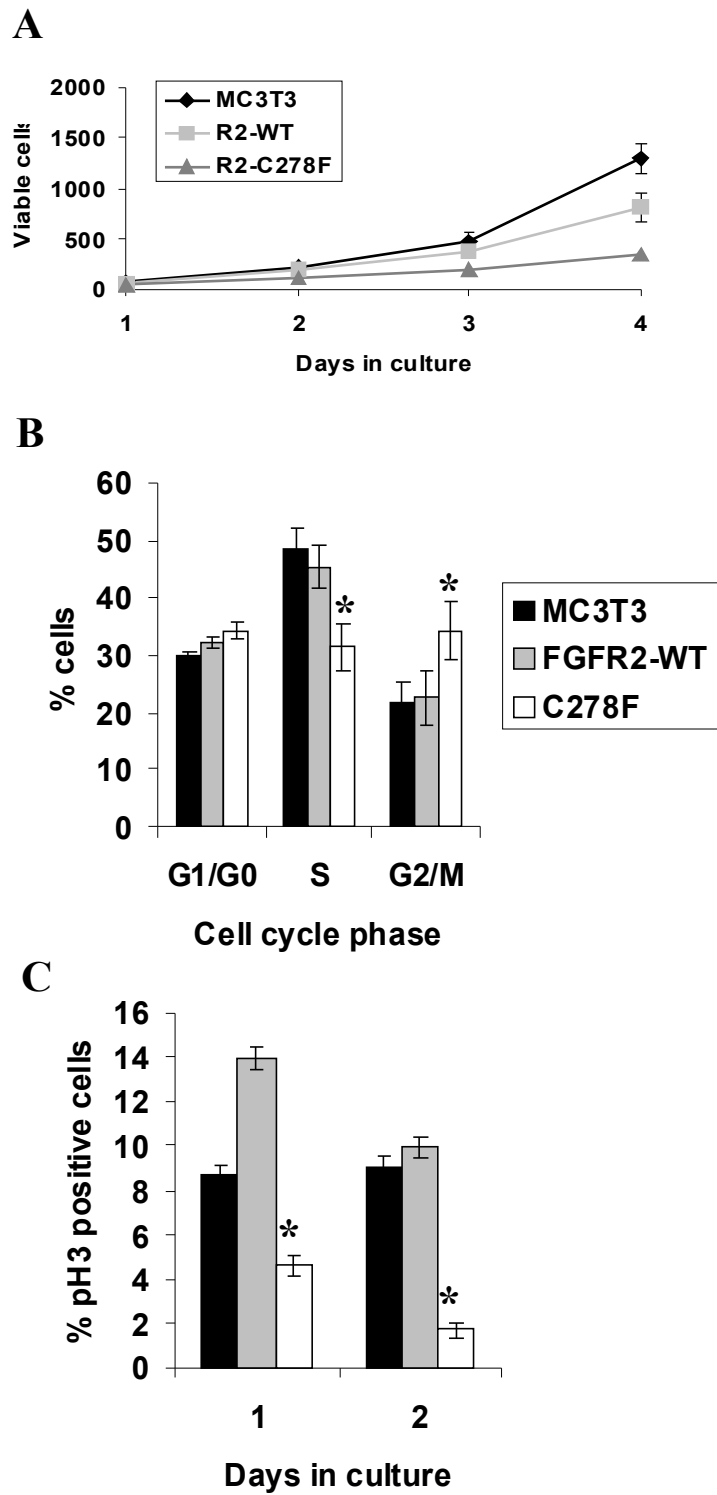 A
2000
1500
1000
500
0
Viable cells
MC3T3
R2-WT
R2-C278F
1 2 3 4
Days in culture
B
60
50
40
30
20
10
0
% cells
* *
G1/G0 S G2/M
Cell cycle phase
MC3T3
FGFR2-WT
C278F
C
16
14
12
10
8
6
4
2
0
% pH3 positive cells
* *
1 2
Days in culture